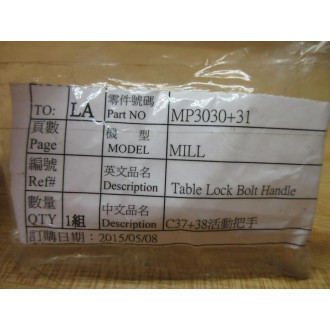 TO: LA 零件號碼 Part NO MP3030+31
頁數 Page 機 型 MODEL MILL
編號 Ref# 英文品名 Description Table Lock Bolt Handle
數量 QTY 1組 中文品名 Description C37+38活動把手
訂購日期：2015/05/08